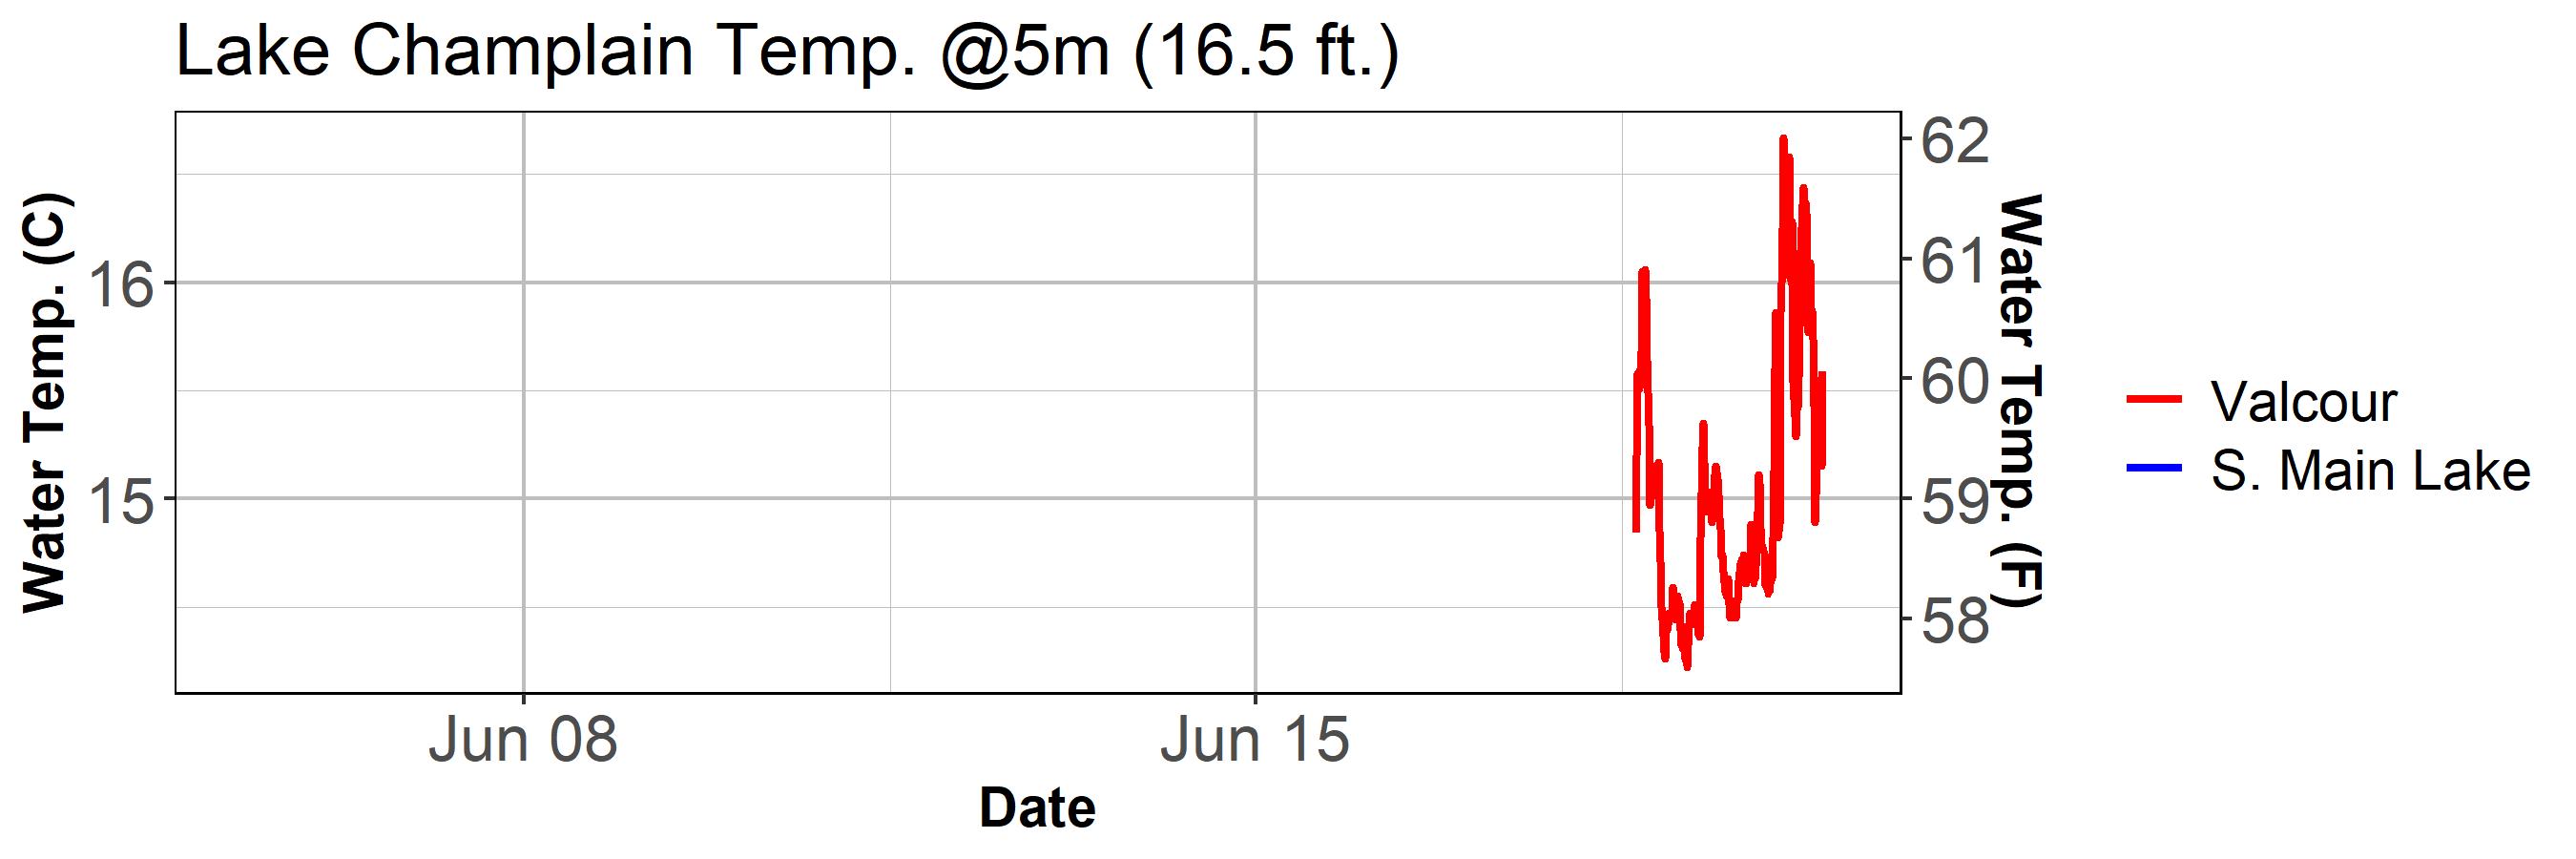 Lake Champlain Temp. @5m (16.5 ft.)
Water Temp. (C)
16
15
62
61
60
59
58
Water Temp. (F)
Jun 08
Jun 15
Date
Valcour
S. Main Lake